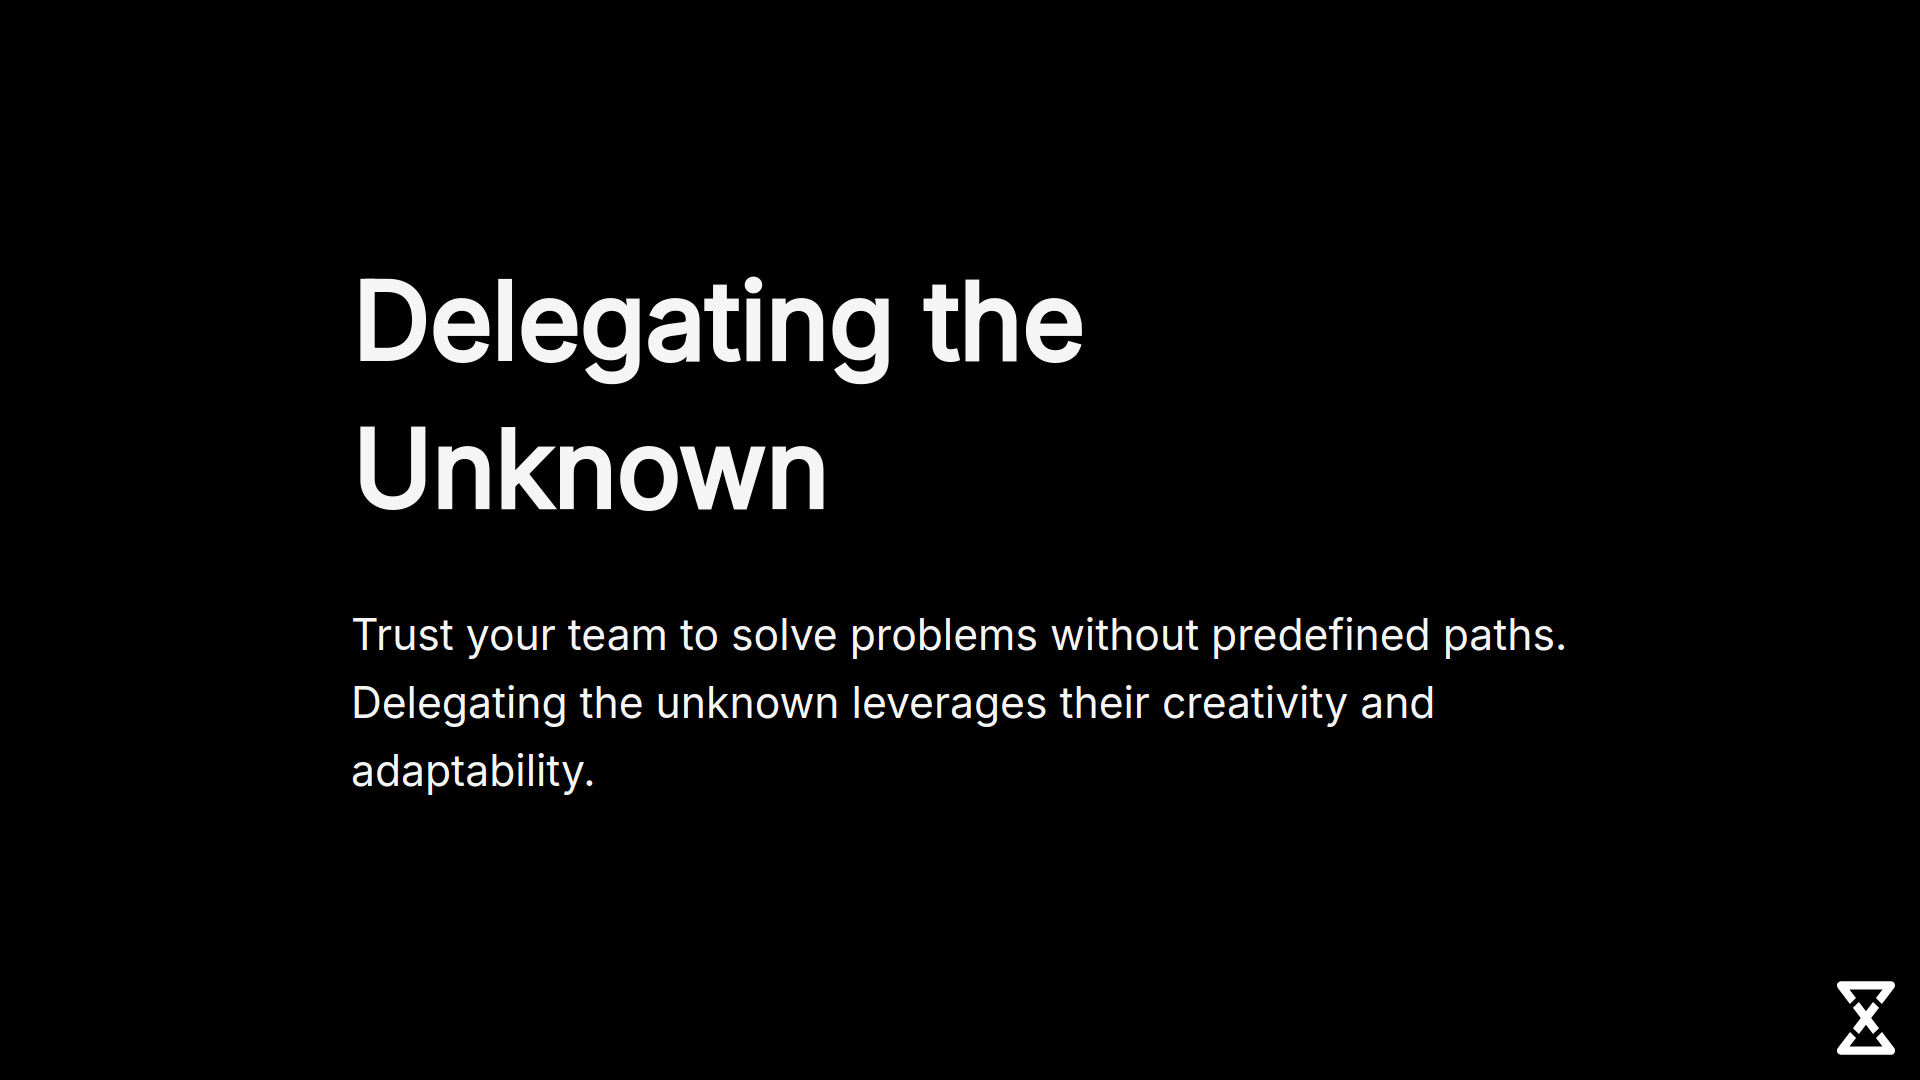 Delegating the
Unknown
Trust your team to solve problems without predefined paths.
Delegating the unknown leverages their creativity and
adaptability.